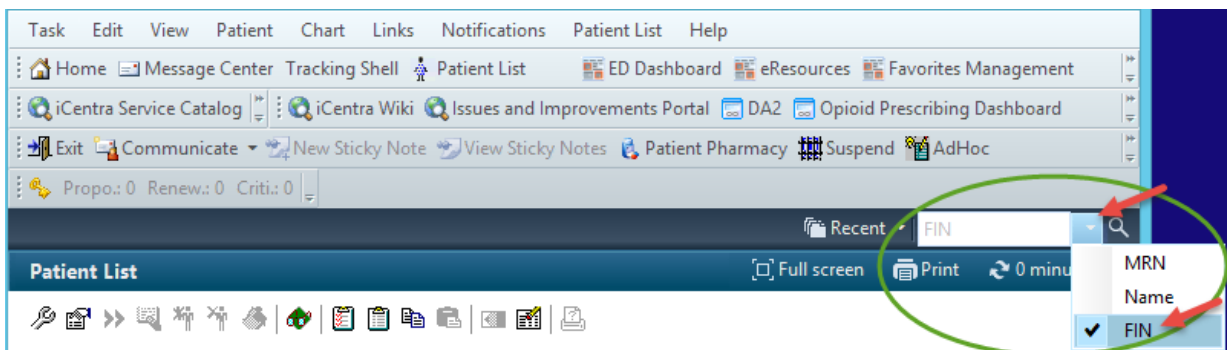 Task Edit View Patient Chart Links Notifications Patient List Help
Home Message Center Tracking Shell Patient List ED Dashboard eResources Favorites Management
iCentra Service Catalog iCentra Wiki Issues and Improvements Portal DA2 Opioid Prescribing Dashboard
Exit Communicate New Sticky Note View Sticky Notes Patient Pharmacy Suspend AdHoc
Propo.: 0 Renew.: 0 Criti.: 0
Recent FIN
Patient List Full screen Print 0 minu
MRN
Name
FIN